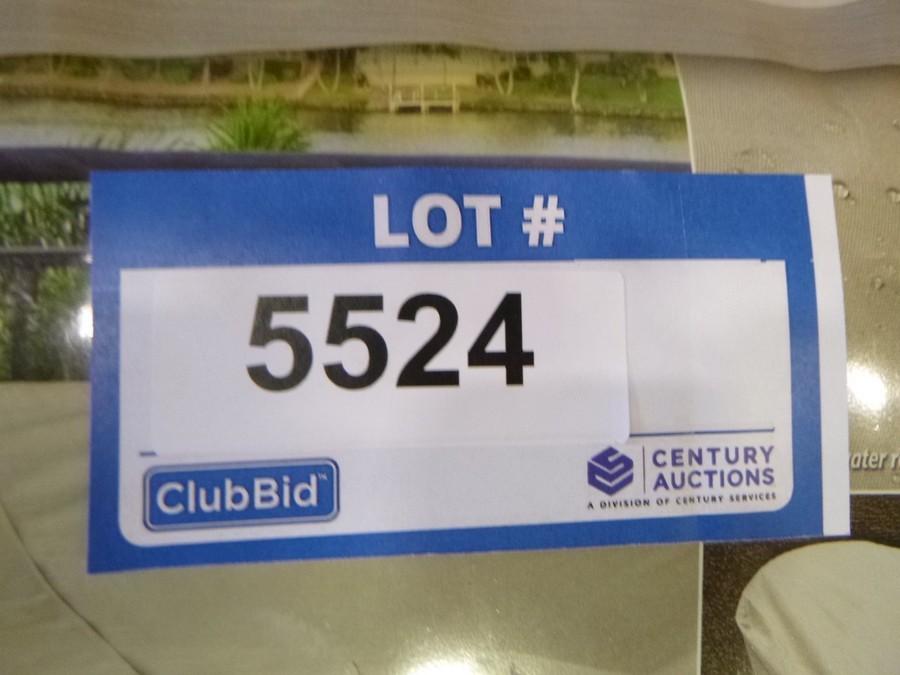 LOT #
5524
ClubBid™
CENTURY
AUCTIONS
A DIVISION OF CENTURY SERVICES